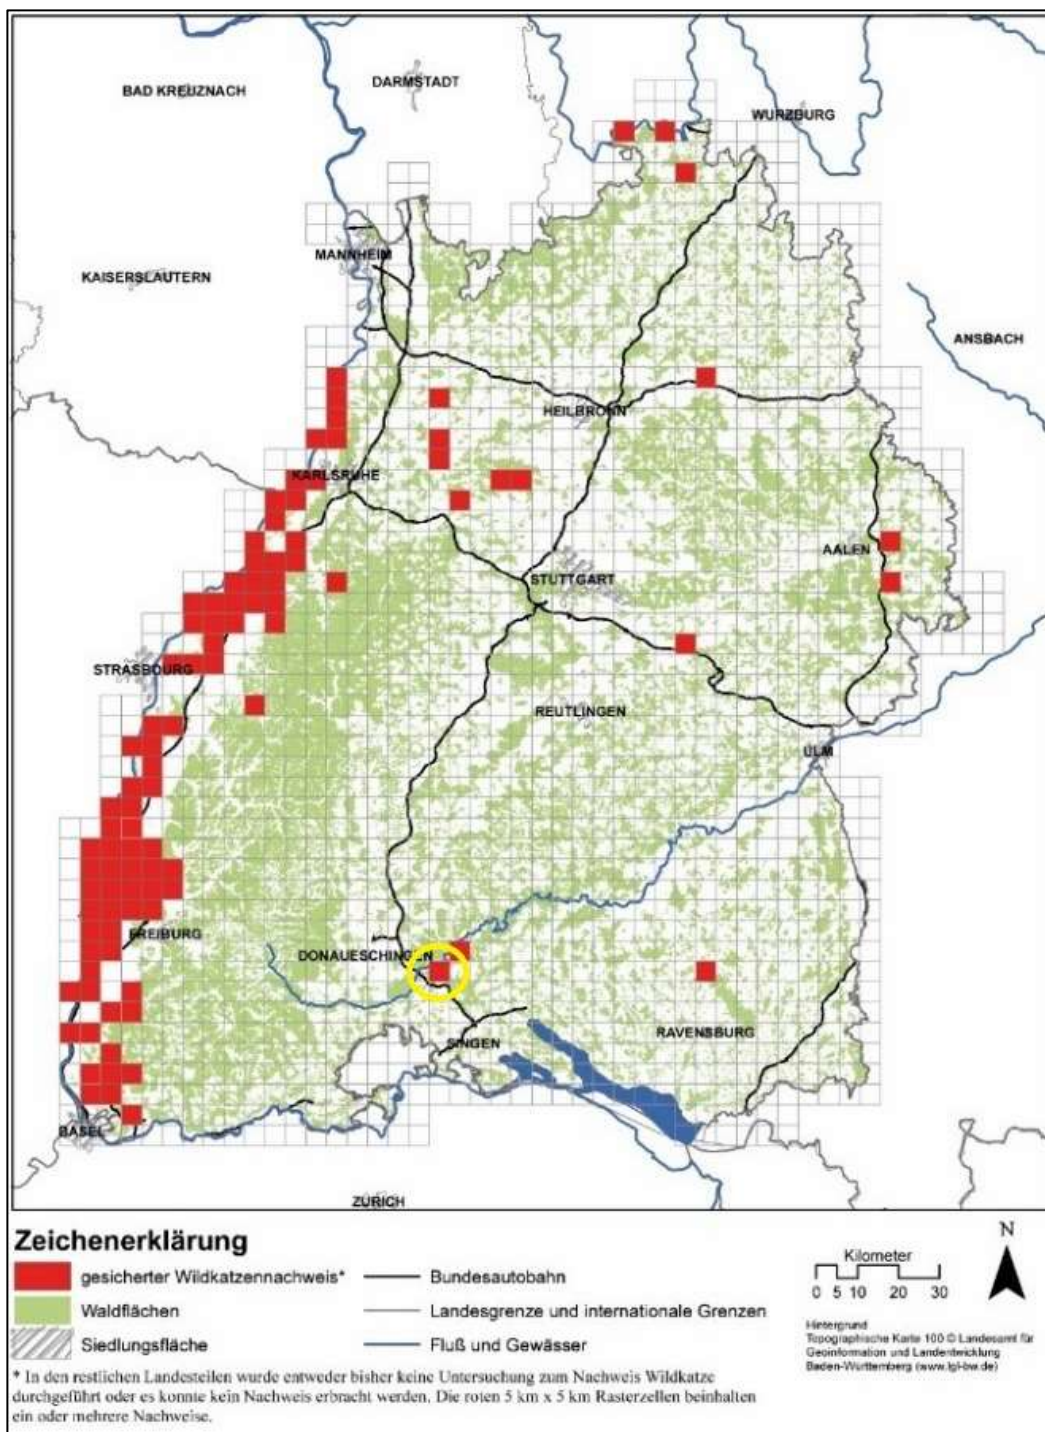 DARMSTADT
BAD KREUZNACH
WURZBURG
MANNHEIM
KAISERSLAUTERN
ANSBACH
HEILBRONN
KARLSRUHE
AALEN
STUTTGART
STRASBOURG
REUTLINGEN
ULM
FREIBURG
DONAUESCHINGEN
RAVENSBURG
SINGEN
BASEL
ZÜRICH
Zeichenerklärung
gesicherter Wildkatzennachweis*
Bundesautobahn
Waldflächen
Landesgrenze und internationale Grenzen
Siedlungsfläche
Fluß und Gewässer
Kilometer
0 5 10 20 30
N
Hintergrund
Topographische Karte 100 © Landesamt für
Geoinformation und Landentwicklung
Baden-Württemberg (www.lgl-bw.de)
* In den restlichen Landesteilen wurde entweder bisher keine Untersuchung zum Nachweis Wildkatze
durchgeführt oder es konnte kein Nachweis erbracht werden. Die roten 5 km x 5 km Rasterzellen beinhalten
ein oder mehrere Nachweise.